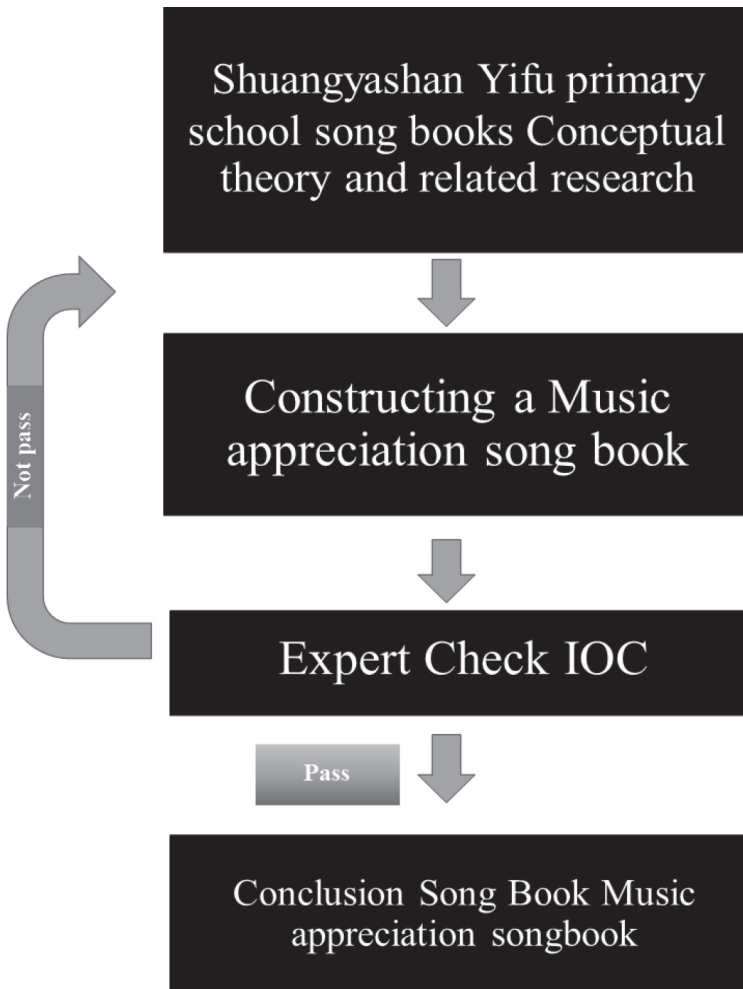 Shuangyashan Yifu primary
school song books Conceptual
theory and related research
Constructing a Music
appreciation song book
Not pass
Expert Check IOC
Pass
Conclusion Song Book Music
appreciation songbook